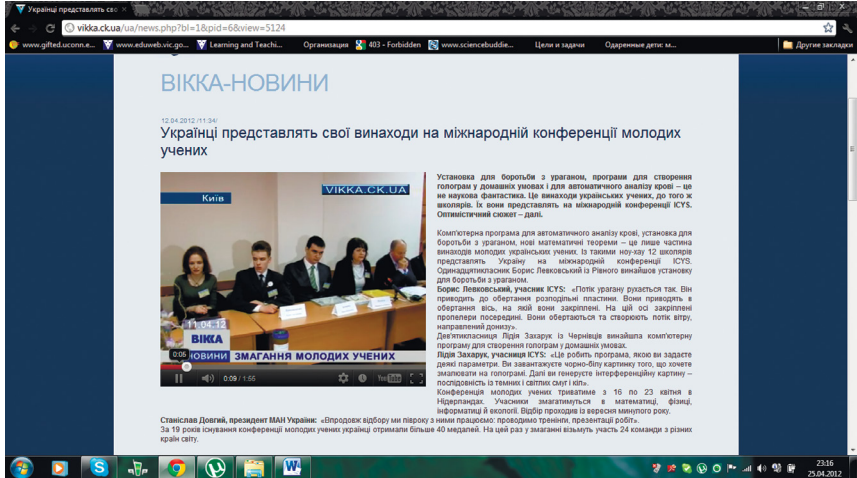 Українці представлять сво ×
vikka.ck.ua/ua/news.php?bl=1&pid=6&view=5124
www.gifted.uconn.e... www.eduweb.vic.go... Learning and Teachi... Организация 403 - Forbidden www.sciencebuddie... Цели и задачи Одаренные дети: м... Другие закладки
ВІККА-НОВИНИ
12.04.2012 /11:34/
Українці представлять свої винаходи на міжнародній конференції молодих
учених
Київ
VIKKA.CK.UA
11.04.12
ВІККА
НОВИНИ
ЗМАГАННЯ МОЛОДИХ УЧЕНИХ
0:05
0:09 / 1:56
YouTube
Установка для боротьби з ураганом, програми для створення
голограм у домашніх умовах і для автоматичного аналізу крові – це
не наукова фантастика. Це винаходи українських учених, до того ж
школярів. Їх вони представлять на міжнародній конференції ICYS.
Оптимістичний сюжет – далі.
Комп'ютерна програма для автоматичного аналізу крові, установка для
боротьби з ураганом, нові математичні теореми – це лише частина
винаходів молодих українських учених. Із такими ноу-хау 12 школярів
представлять Україну на міжнародній конференції ICYS.
Одинадцятикласник Борис Левковський із Рівного винайшов установку
для боротьби з ураганом.
Борис Левковський, учасник ICYS: «Потік урагану рухається так. Він
приводить до обертання розподільні пластини. Вони приводять в
обертання вісь, на якій вони закріплені. На цій осі закріплені
пропелери посередині. Вони обертаються та створюють потік вітру,
направлений донизу».
Дев'ятикласниця Лідія Захарук із Чернівців винайшла комп'ютерну
програму для створення голограм у домашніх умовах.
Лідія Захарук, учасниця ICYS: «Це робить програма, якою ви задаєте
деякі параметри. Ви завантажуєте чорно-білу картинку того, що хочете
змалювати на голограмі. Далі ви генеруєте інтерференційну картину –
послідовність із темних і світлих смуг і кіл».
Конференція молодих учених триватиме з 16 по 23 квітня в
Нідерландах. Учасники змагатимуться в математиці, фізиці,
інформатиці й екології. Відбір проходив із вересня минулого року.
Станіслав Довгий, президент МАН України: «Впродовж відбору ми півроку з ними працюємо: проводимо тренінги, презентації робіт».
За 19 років існування конференції молодих учених українці отримали більше 40 медалей. На цей раз у змаганні візьмуть участь 24 команди з різних
країн світу.
23:16
25.04.2012